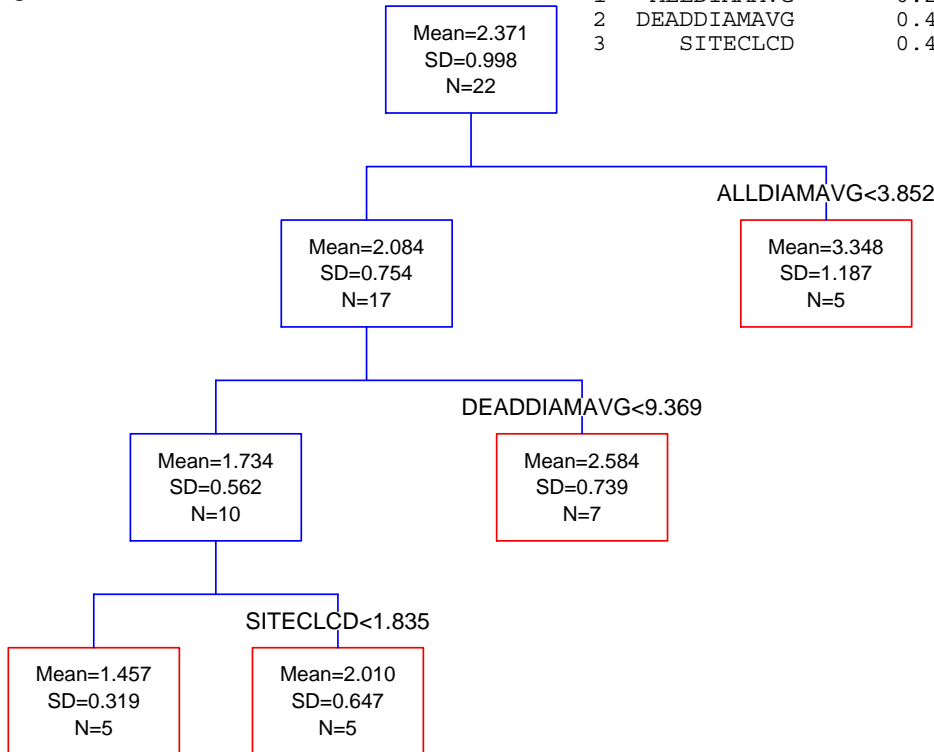 2 DEADDIAMAVG 0.4
3 SITECLCD 0.4
Mean=2.371
SD=0.998
N=22
ALLDIAMAVG<3.852
Mean=2.084
SD=0.754
N=17
Mean=3.348
SD=1.187
N=5
DEADDIAMAVG<9.369
Mean=1.734
SD=0.562
N=10
Mean=2.584
SD=0.739
N=7
SITECLCD<1.835
Mean=1.457
SD=0.319
N=5
Mean=2.010
SD=0.647
N=5